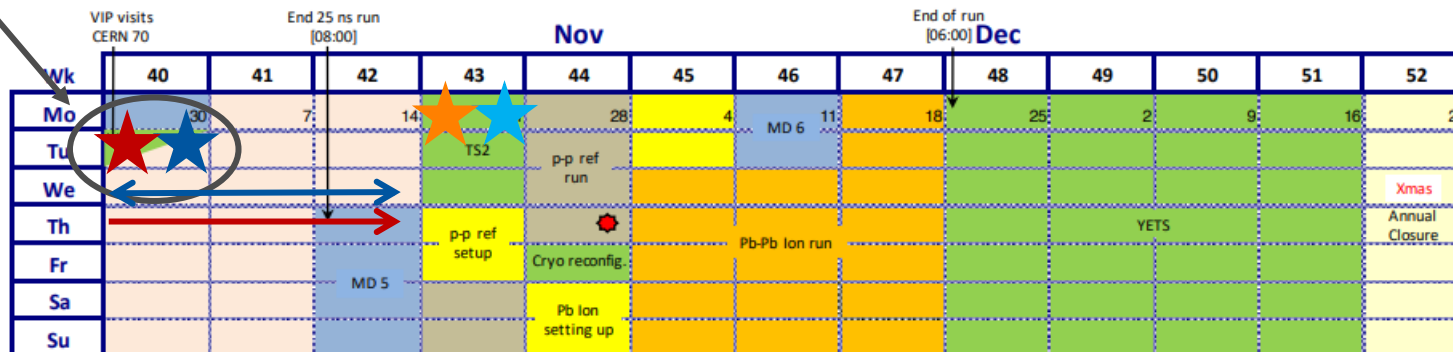 VIP visits
CERN 70
End 25 ns run
[08:00]
Nov
End of run
[06:00] Dec
Wk 40 41 42 43 44 45 46 47 48 49 50 51 52
Mo 30 7 14 28 4 MD 6 11 18 25 2 9 16 2
Tu TS2 p-p ref
We run Xmas
Th p-p ref Pb-Pb Ion run YETS Annual
setup Closure
Fr MD 5 Cryo reconfig.
Sa Pb Ion
Su setting up